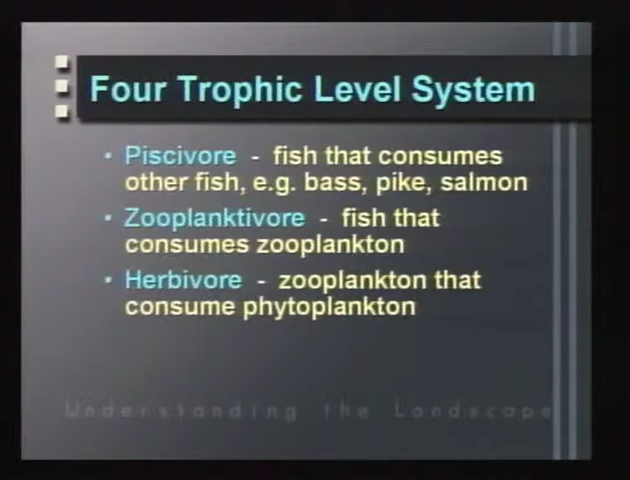 Four Trophic Level System
• Piscivore - fish that consumes
other fish, e.g. bass, pike, salmon
• Zooplanktivore - fish that
consumes zooplankton
• Herbivore - zooplankton that
consume phytoplankton
Understanding the Landscape